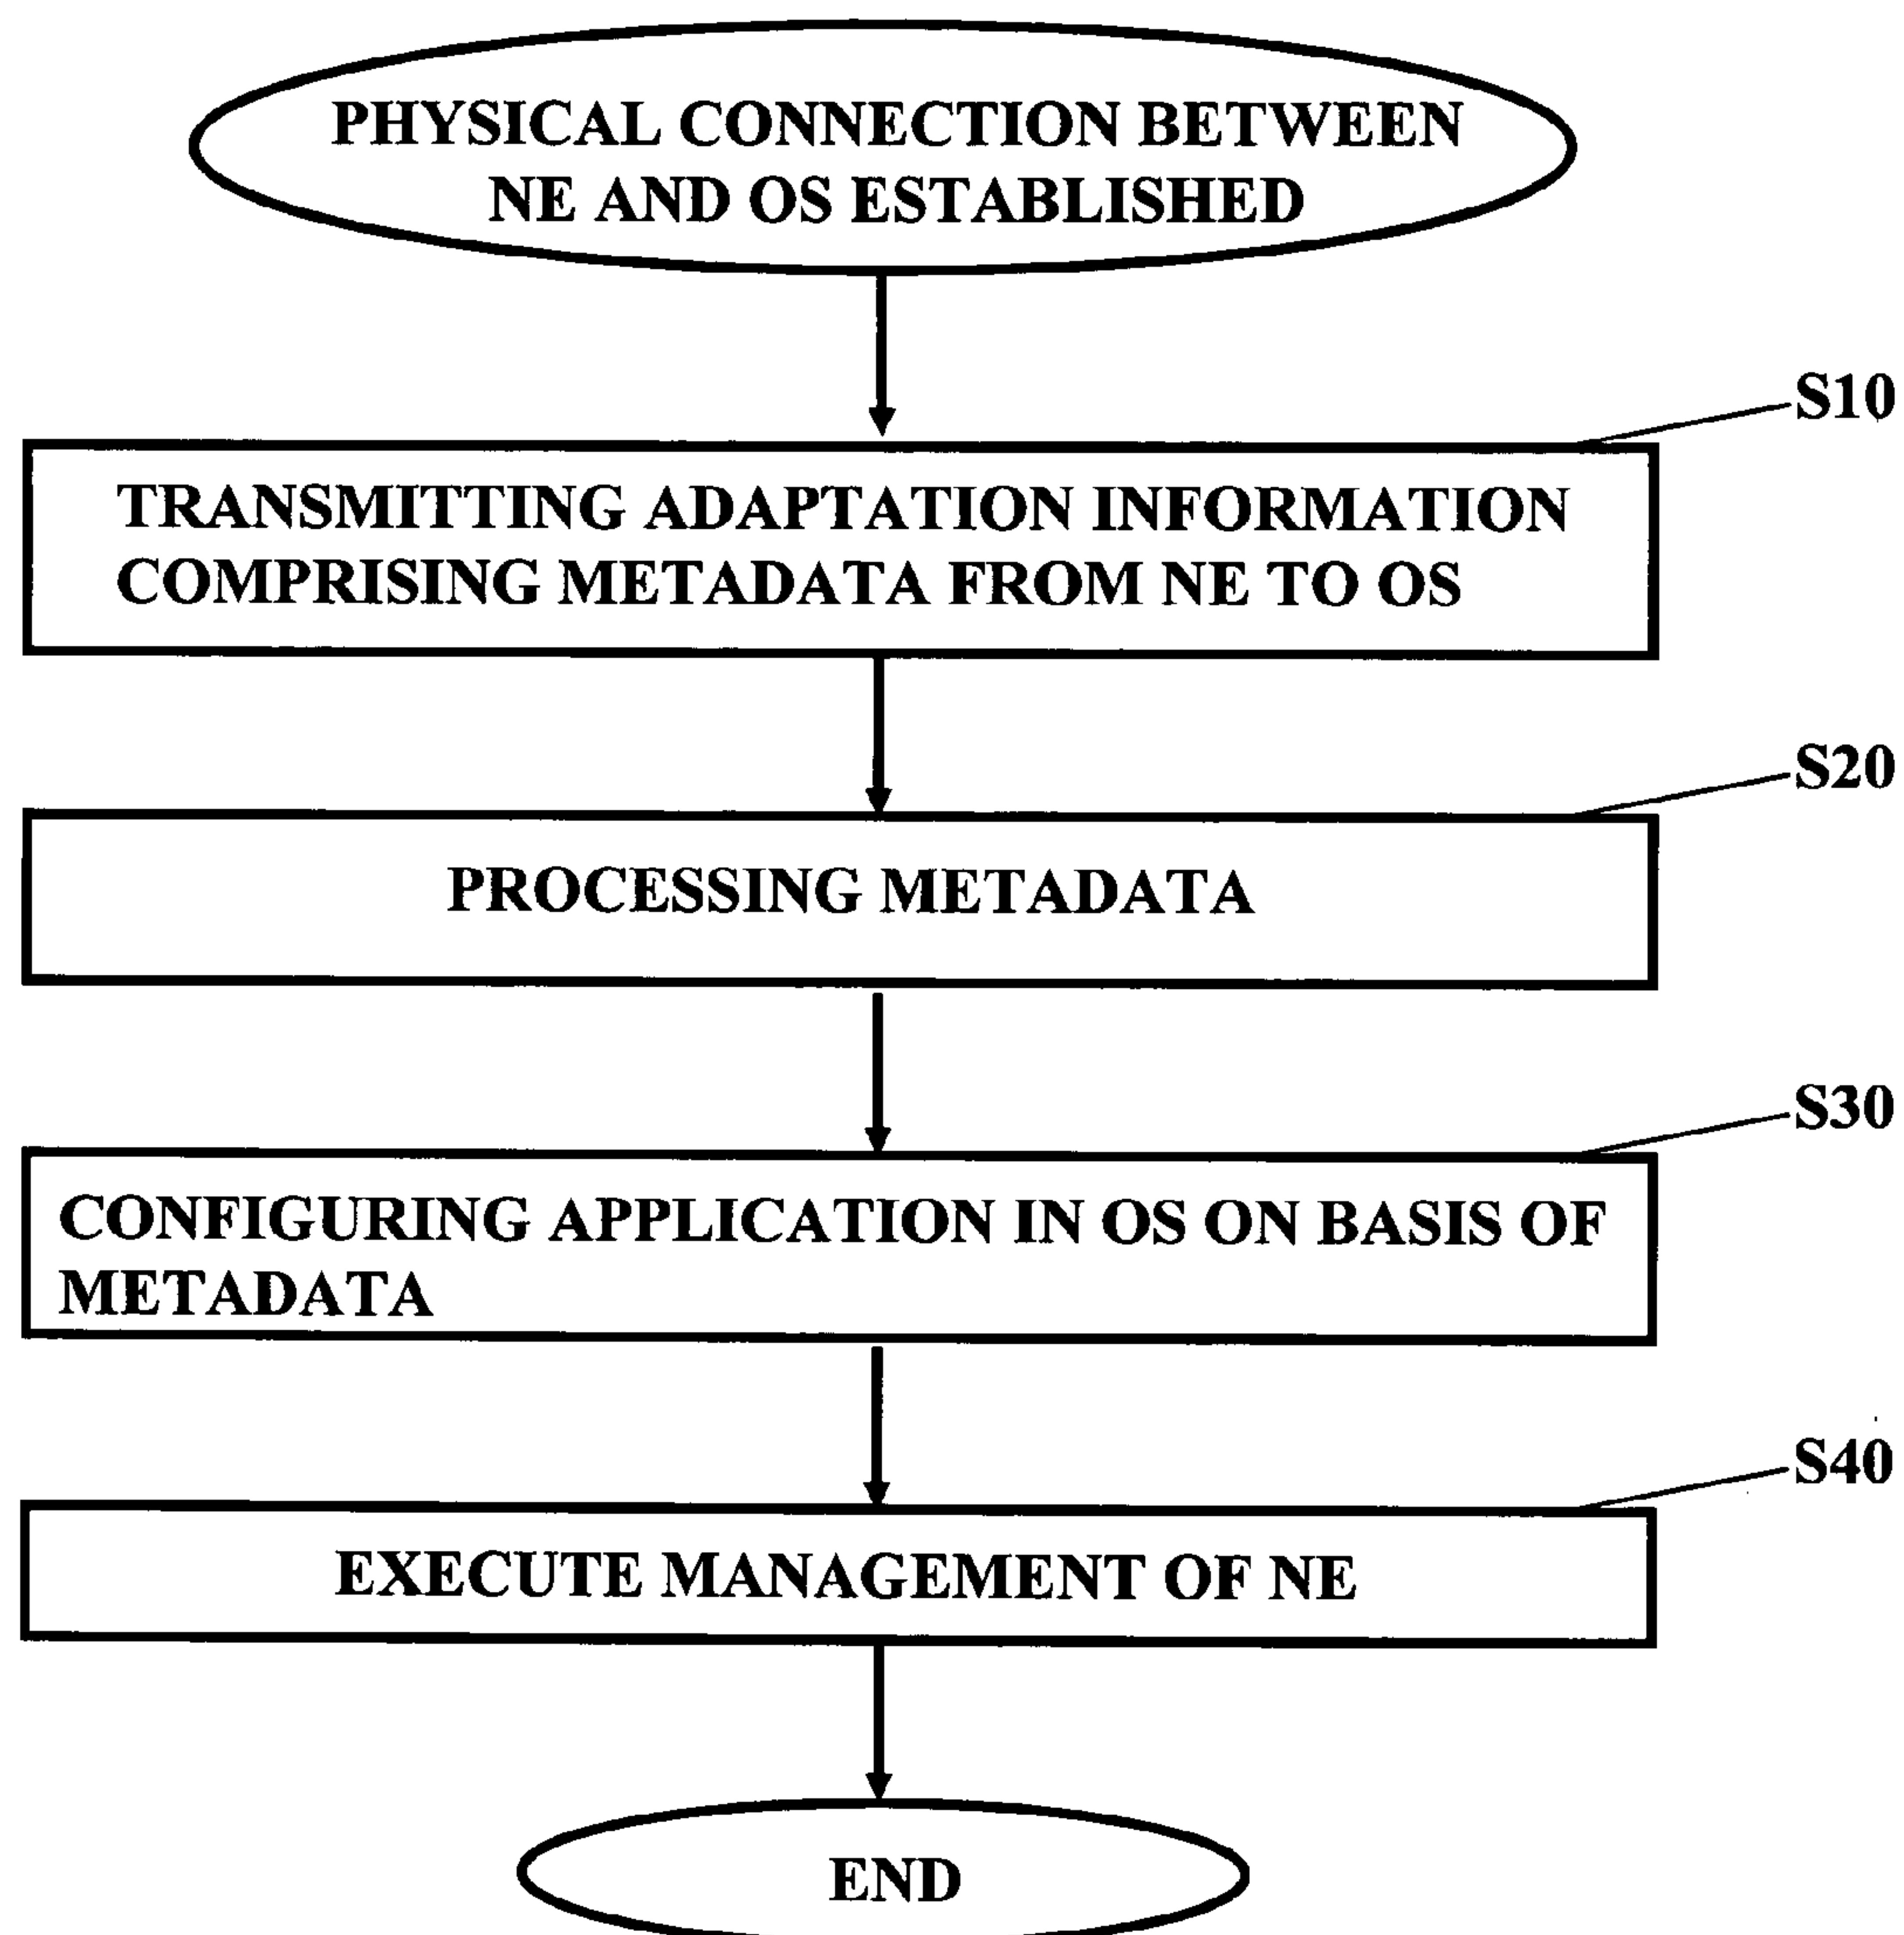 PHYSICAL CONNECTION BETWEEN
NE AND OS ESTABLISHED
S10
TRANSMITTING ADAPTATION INFORMATION
COMPRISING METADATA FROM NE TO OS
S20
PROCESSING METADATA
S30
CONFIGURING APPLICATION IN OS ON BASIS OF
METADATA
S40
EXECUTE MANAGEMENT OF NE
END